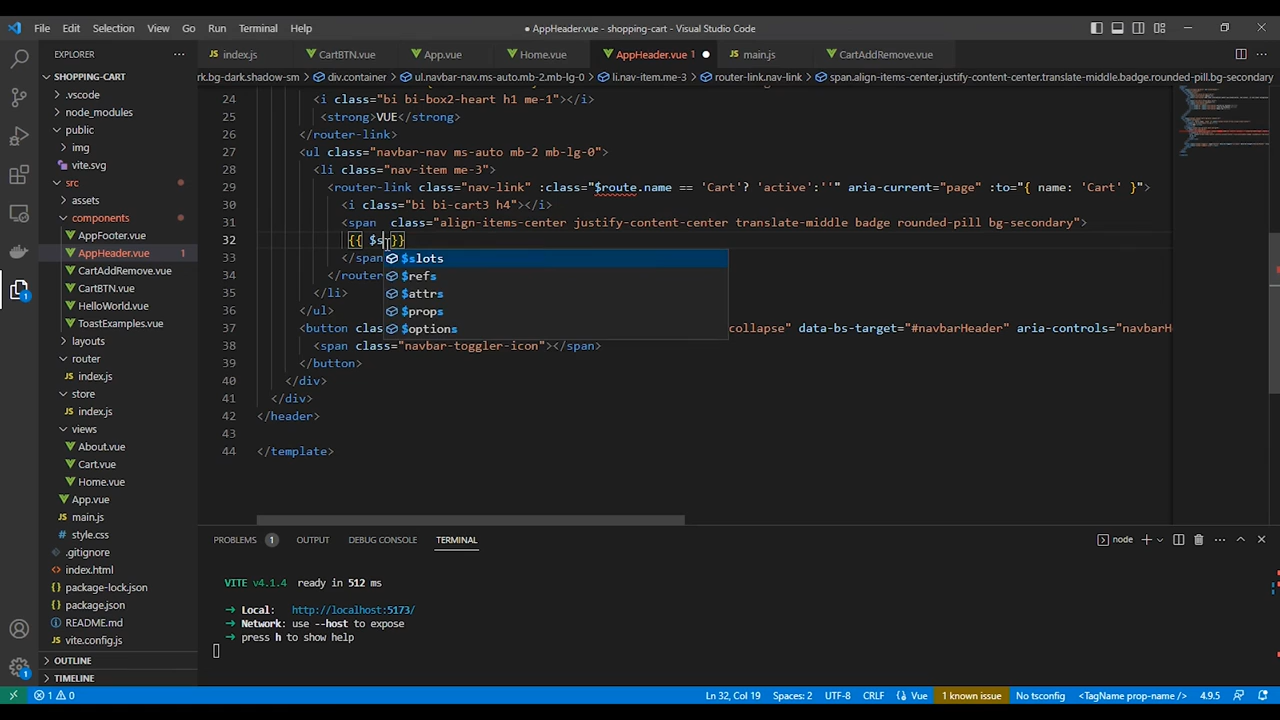 File Edit Selection View Go Run Terminal Help
● AppHeader.vue - shopping-cart - Visual Studio Code
EXPLORER ···
index.js CartBTN.vue App.vue Home.vue AppHeader.vue 1 ● main.js CartAddRemove.vue
SHOPPING-CART
rk.bg-dark.shadow-sm > div.container > ul.navbar-nav.ms-auto.mb-2.mb-lg-0 > li.nav-item.me-3 > router-link.nav-link > span.align-items-center.justify-content-center.translate-middle.badge.rounded-pill.bg-secondary
.vscode
node_modules
public
img
vite.svg
src
assets
components
AppFooter.vue
AppHeader.vue 1
CartAddRemove.vue
CartBTN.vue
HelloWorld.vue
ToastExamples.vue
layouts
router
index.js
store
index.js
views
About.vue
Cart.vue
Home.vue
App.vue
main.js
style.css
.gitignore
index.html
package-lock.json
package.json
README.md
vite.config.js
OUTLINE
TIMELINE
24 <i class="bi bi-box2-heart h1 me-1"></i>
25 <strong>VUE</strong>
26 </router-link>
27 <ul class="navbar-nav ms-auto mb-2 mb-lg-0">
28 <li class="nav-item me-3">
29 <router-link class="nav-link" :class="$route.name == 'Cart'? 'active':''" aria-current="page" :to="{ name: 'Cart' }">
30 <i class="bi bi-cart3 h4"></i>
31 <span class="align-items-center justify-content-center translate-middle badge rounded-pill bg-secondary">
32 {{ $s }}
33 </span
34 </router
35 </li>
36 </ul>
37 <button clas collapse" data-bs-target="#navbarHeader" aria-controls="navbarH
38 <span class="navbar-toggler-icon"></span>
39 </button>
40 </div>
41 </div>
42 </header>
43
44 </template>
$slots
$refs
$attrs
$props
$options
PROBLEMS 1 OUTPUT DEBUG CONSOLE TERMINAL
node
VITE v4.1.4 ready in 512 ms
➜ Local: http://localhost:5173/
➜ Network: use --host to expose
➜ press h to show help
1 0 Ln 32, Col 19 Spaces: 2 UTF-8 CRLF Vue 1 known issue No tsconfig <TagName prop-name /> 4.9.5